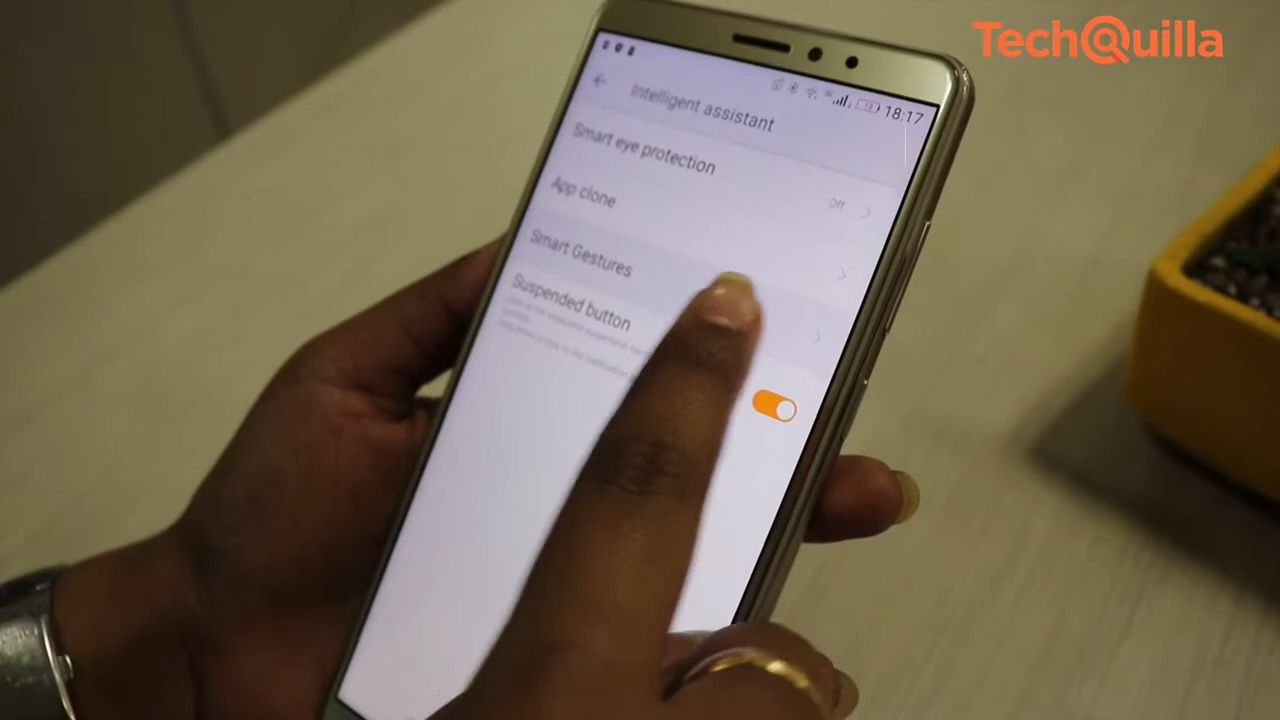 TechQuilla
18:17
Intelligent assistant
Smart eye protection
Off
App clone
Smart Gestures
Suspended button